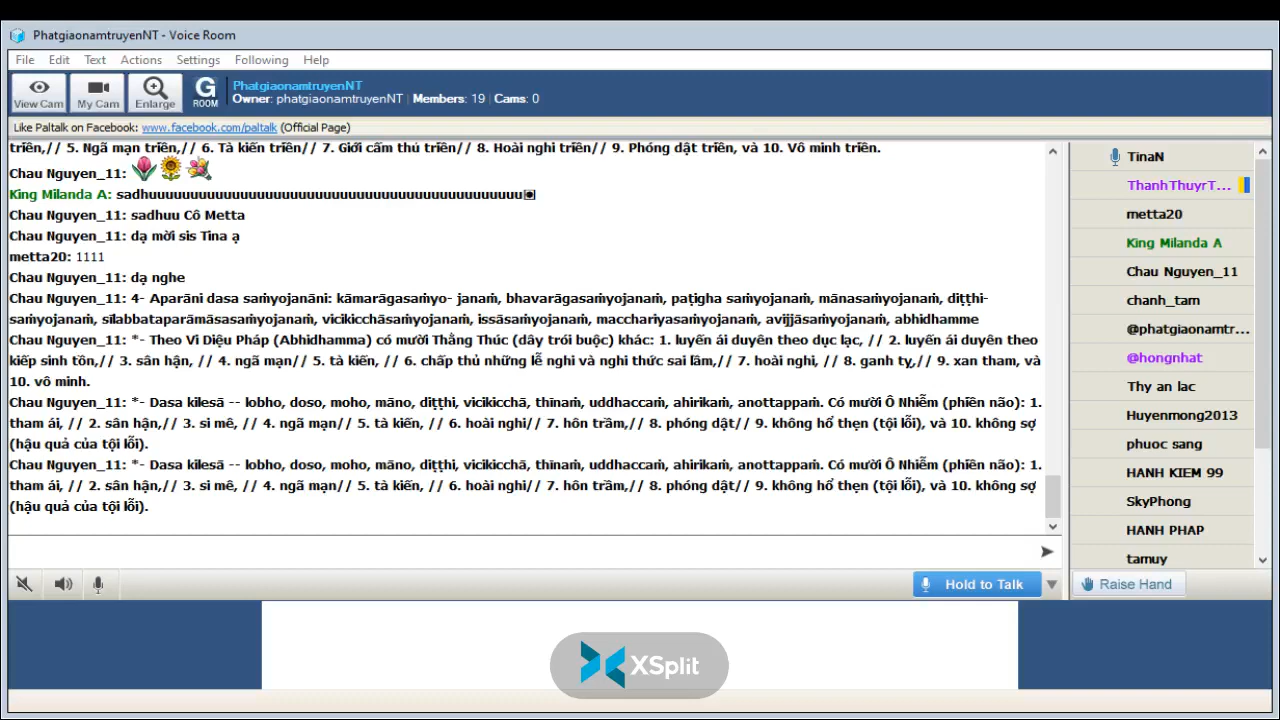 PhatgiaonamtruyenNT - Voice Room
File Edit Text Actions Settings Following Help
View Cam My Cam Enlarge G ROOM
PhatgiaonamtruyenNT
Owner: phatgiaonamtruyenNT | Members: 19 | Cams: 0
Like Paltalk on Facebook: www.facebook.com/paltalk (Official Page)
triền,// 5. Ngã mạn triền,// 6. Tà kiến triền// 7. Giới cấm thủ triền// 8. Hoài nghi triền// 9. Phóng dật triền, và 10. Vô minh triền.
Chau Nguyen_11:
King Milanda A: sadhuuuuuuuuuuuuuuuuuuuuuuuuuuuuuuuuuuuuuuuuuuuu
Chau Nguyen_11: sadhuu Cô Metta
Chau Nguyen_11: dạ mời sis Tina ạ
metta20: 1111
Chau Nguyen_11: dạ nghe
Chau Nguyen_11: 4- Aparāni dasa saṁyojanāni: kāmarāgasaṁyo- janaṁ, bhavarāgasaṁyojanaṁ, paṭigha saṁyojanaṁ, mānasaṁyojanaṁ, diṭṭhi-
saṁyojanaṁ, sīlabbataparāmāsasaṁyojanaṁ, vicikicchāsaṁyojanaṁ, issāsaṁyojanaṁ, macchariyasaṁyojanaṁ, avijjāsaṁyojanaṁ, abhidhamme
Chau Nguyen_11: *- Theo Vi Diệu Pháp (Abhidhamma) có mười Thằng Thúc (dây trói buộc) khác: 1. luyến ái duyên theo dục lạc, // 2. luyến ái duyên theo
kiếp sinh tồn,// 3. sân hận, // 4. ngã mạn// 5. tà kiến, // 6. chấp thủ những lễ nghi và nghi thức sai lầm,// 7. hoài nghi, // 8. ganh tỵ,// 9. xan tham, và
10. vô minh.
Chau Nguyen_11: *- Dasa kilesā -- lobho, doso, moho, māno, diṭṭhi, vicikicchā, thīnaṁ, uddhaccaṁ, ahirikaṁ, anottappaṁ. Có mười Ô Nhiễm (phiền não): 1.
tham ái, // 2. sân hận,// 3. si mê, // 4. ngã mạn// 5. tà kiến, // 6. hoài nghi// 7. hôn trầm,// 8. phóng dật// 9. không hổ thẹn (tội lỗi), và 10. không sợ
(hậu quả của tội lỗi).
Chau Nguyen_11: *- Dasa kilesā -- lobho, doso, moho, māno, diṭṭhi, vicikicchā, thīnaṁ, uddhaccaṁ, ahirikaṁ, anottappaṁ. Có mười Ô Nhiễm (phiền não): 1.
tham ái, // 2. sân hận,// 3. si mê, // 4. ngã mạn// 5. tà kiến, // 6. hoài nghi// 7. hôn trầm,// 8. phóng dật// 9. không hổ thẹn (tội lỗi), và 10. không sợ
(hậu quả của tội lỗi).
TinaN
ThanhThuyrT...
metta20
King Milanda A
Chau Nguyen_11
chanh_tam
@phatgiaonamtr...
@hongnhat
Thy an lac
Huyenmong2013
phuoc sang
HANH KIEM 99
SkyPhong
HANH PHAP
tamuy
Hold to Talk
Raise Hand
XSplit